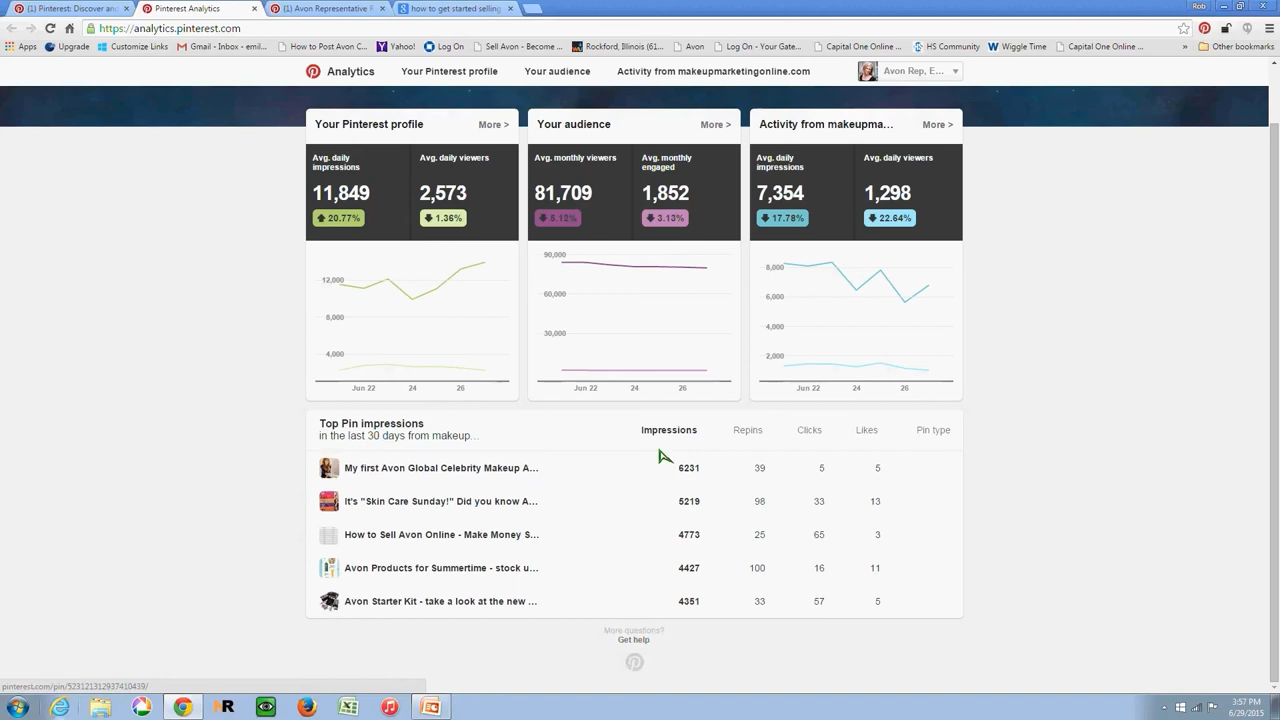 (1) Pinterest: Discover and
Pinterest Analytics
(1) Avon Representative R
how to get started selling
Rob
https://analytics.pinterest.com
Apps
Upgrade
Customize Links
Gmail - Inbox - emil...
How to Post Avon C...
Yahoo!
Log On
Sell Avon - Become ...
Rockford, Illinois (61...
Avon
Log On - Your Gate...
Capital One Online ...
HS Community
Wiggle Time
Capital One Online ...
»
Other bookmarks
Analytics
Your Pinterest profile
Your audience
Activity from makeupmarketingonline.com
Avon Rep, E...
Your Pinterest profile
More >
Avg. daily
impressions
11,849
20.77%
Avg. daily viewers
2,573
1.36%
12,000
8,000
4,000
Jun 22
24
26
Your audience
More >
Avg. monthly viewers
81,709
Avg. monthly
engaged
1,852
3.13%
90,000
60,000
30,000
Jun 22
24
26
Activity from makeupma...
More >
Avg. daily
impressions
7,354
17.78%
Avg. daily viewers
1,298
22.64%
8,000
6,000
4,000
2,000
Jun 22
24
26
Top Pin impressions
in the last 30 days from makeup...
Impressions Repins Clicks Likes Pin type
My first Avon Global Celebrity Makeup A... 6231 39 5 5
It's "Skin Care Sunday!" Did you know A... 5219 98 33 13
How to Sell Avon Online - Make Money S... 4773 25 65 3
Avon Products for Summertime - stock u... 4427 100 16 11
Avon Starter Kit - take a look at the new ... 4351 33 57 5
More questions?
Get help
pinterest.com/pin/523121312937410439/
3:57 PM
6/29/2015